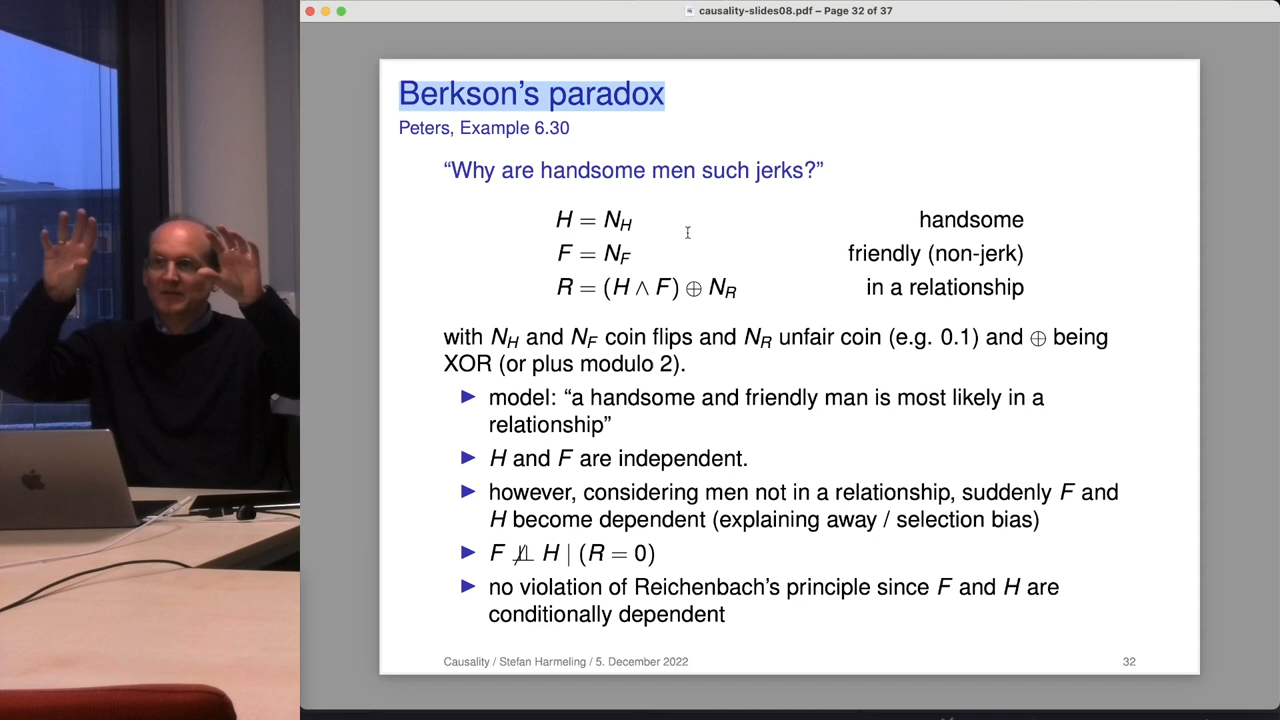 causality-slides08.pdf – Page 32 of 37
Berkson's paradox
Peters, Example 6.30
“Why are handsome men such jerks?”
H = N_H handsome
F = N_F friendly (non-jerk)
R = (H ∧ F) ⊕ N_R in a relationship
with N_H and N_F coin flips and N_R unfair coin (e.g. 0.1) and ⊕ being
XOR (or plus modulo 2).
▶ model: “a handsome and friendly man is most likely in a
relationship”
▶ H and F are independent.
▶ however, considering men not in a relationship, suddenly F and
H become dependent (explaining away / selection bias)
▶ F ⊥̸⊥ H | (R = 0)
▶ no violation of Reichenbach's principle since F and H are
conditionally dependent
Causality / Stefan Harmeling / 5. December 2022 32